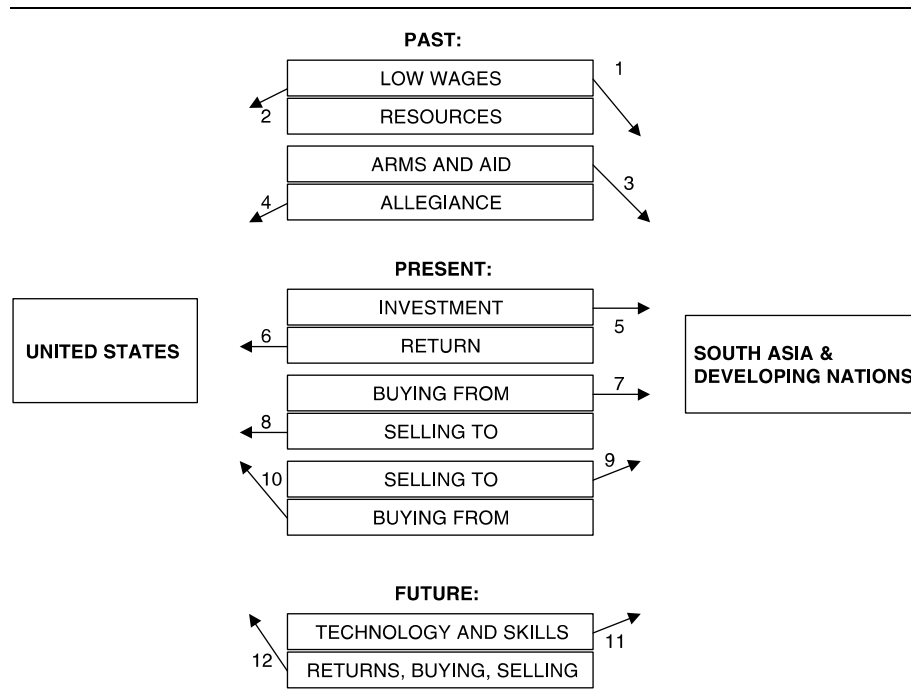 PAST:
LOW WAGES
1
2
RESOURCES
ARMS AND AID
3
4
ALLEGIANCE
PRESENT:
INVESTMENT
5
6
RETURN
UNITED STATES
SOUTH ASIA &
DEVELOPING NATIONS
BUYING FROM
7
8
SELLING TO
9
10
SELLING TO
BUYING FROM
FUTURE:
TECHNOLOGY AND SKILLS
11
12
RETURNS, BUYING, SELLING